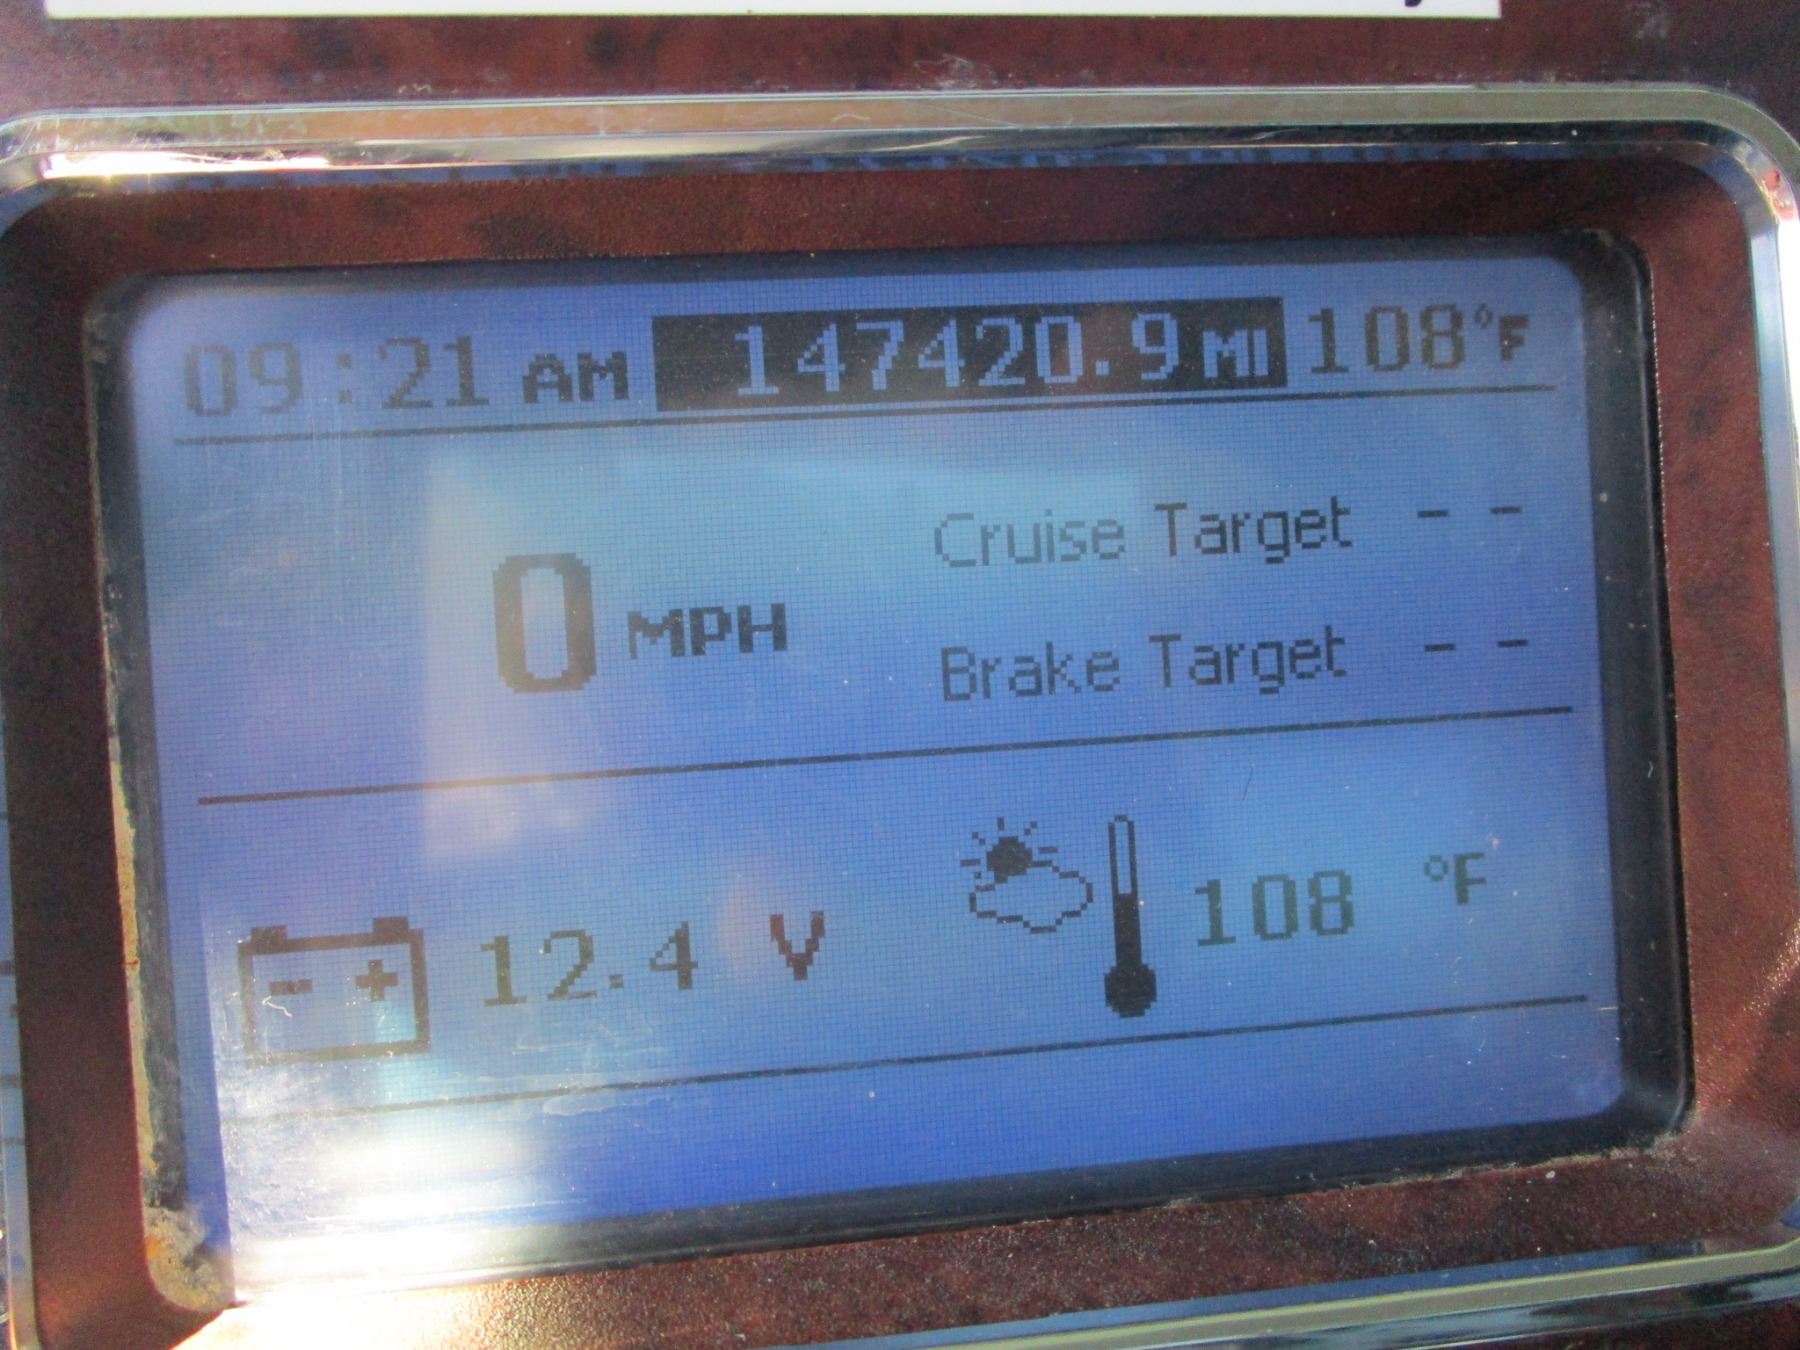 09:21 AM 147420.9 MI 108°F
Cruise Target - -
0 MPH
Brake Target - -
- + 12.4 V 108 °F